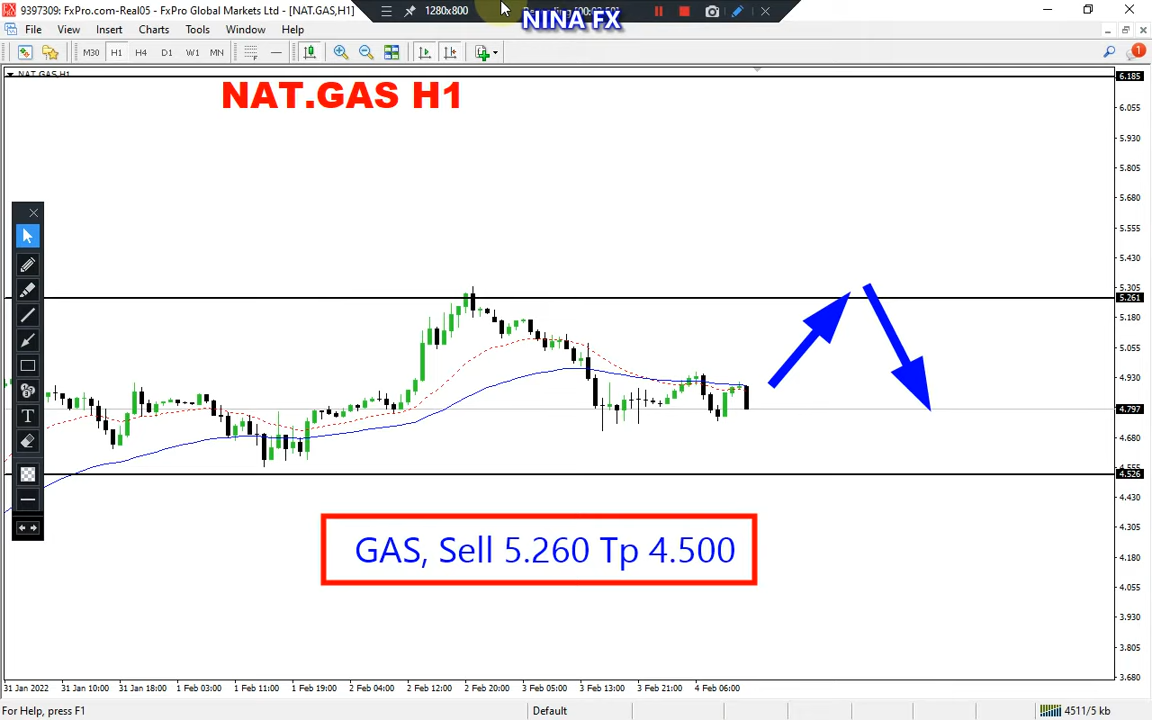 9397309: FxPro.com-Real05 - FxPro Global Markets Ltd - [NAT.GAS,H1]
1280x800
NINA FX
File View Insert Charts Tools Window Help
M30 H1 H4 D1 W1 MN
1
NAT.GAS,H1
NAT.GAS H1
6.185
6.055
5.930
5.805
5.680
5.555
5.430
5.305
5.261
5.180
5.055
4.930
4.797
4.680
4.555
4.526
4.430
4.305
4.180
4.055
3.930
3.805
3.680
T
GAS, Sell 5.260 Tp 4.500
31 Jan 2022 31 Jan 10:00 31 Jan 18:00 1 Feb 03:00 1 Feb 11:00 1 Feb 19:00 2 Feb 04:00 2 Feb 12:00 2 Feb 20:00 3 Feb 05:00 3 Feb 13:00 3 Feb 21:00 4 Feb 06:00
For Help, press F1 Default 4511/5 kb